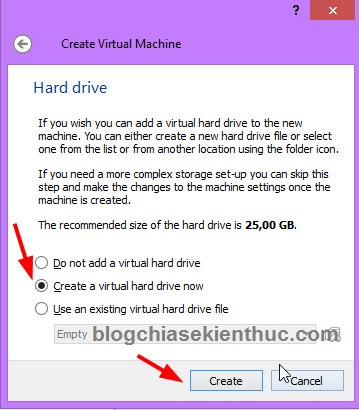 ?
Create Virtual Machine
Hard drive
If you wish you can add a virtual hard drive to the new
machine. You can either create a new hard drive file or select
one from the list or from another location using the folder icon.
If you need a more complex storage set-up you can skip this
step and make the changes to the machine settings once the
machine is created.
The recommended size of the hard drive is 25,00 GB.
Do not add a virtual hard drive
Create a virtual hard drive now
Use an existing virtual hard drive file
Empty
blogchiasekienthuc.com
Create
Cancel